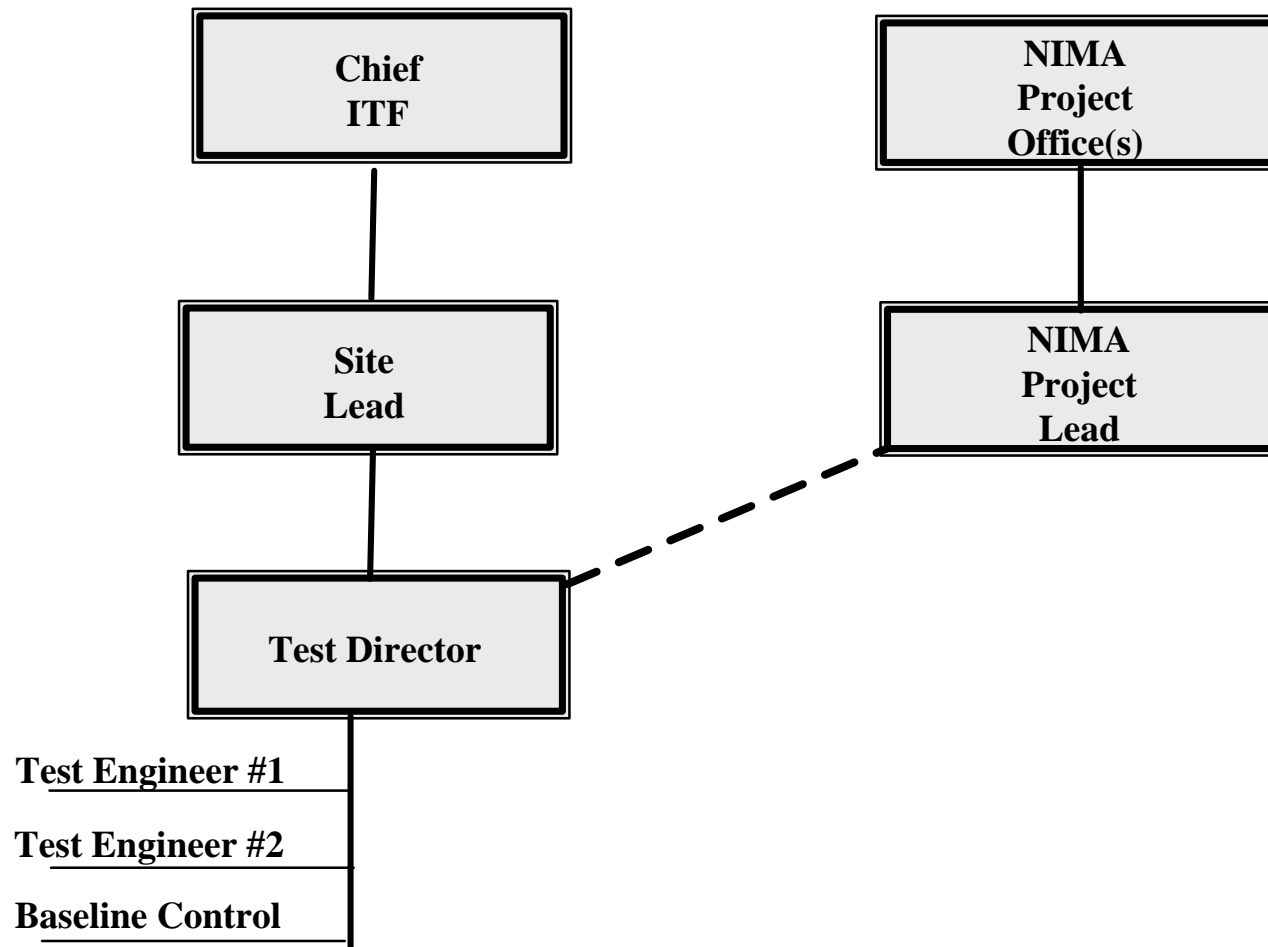 Chief
ITF
NIMA
Project
Office(s)
Site
Lead
NIMA
Project
Lead
Test Director
Test Engineer #1
Test Engineer #2
Baseline Control